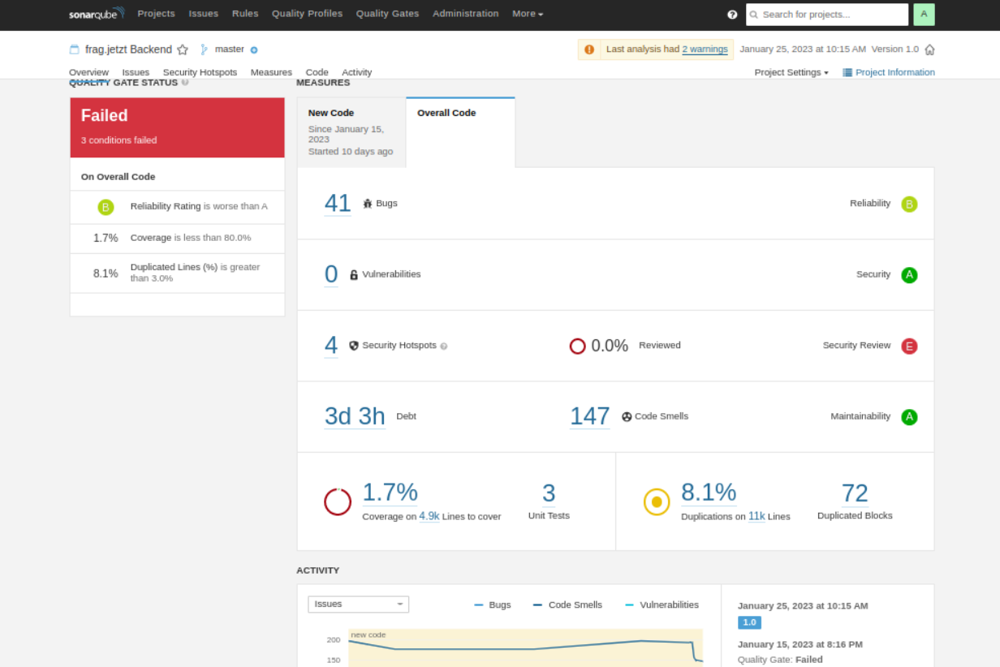 sonarqube Projects Issues Rules Quality Profiles Quality Gates Administration More ? Search for projects... A
frag.jetzt Backend master Last analysis had 2 warnings January 25, 2023 at 10:15 AM Version 1.0
Overview Issues Security Hotspots Measures Code Activity Project Settings Project Information
QUALITY GATE STATUS ?
Failed
3 conditions failed
On Overall Code
B Reliability Rating is worse than A
1.7% Coverage is less than 80.0%
8.1% Duplicated Lines (%) is greater
than 3.0%
MEASURES
New Code
Since January 15,
2023
Started 10 days ago
Overall Code
41 Bugs Reliability B
0 Vulnerabilities Security A
4 Security Hotspots ? 0.0% Reviewed Security Review E
3d 3h Debt 147 Code Smells Maintainability A
1.7%
Coverage on 4.9k Lines to cover
3
Unit Tests
8.1%
Duplications on 11k Lines
72
Duplicated Blocks
ACTIVITY
Issues Bugs Code Smells Vulnerabilities
new code
200
150
January 25, 2023 at 10:15 AM
1.0
January 15, 2023 at 8:16 PM
Quality Gate: Failed